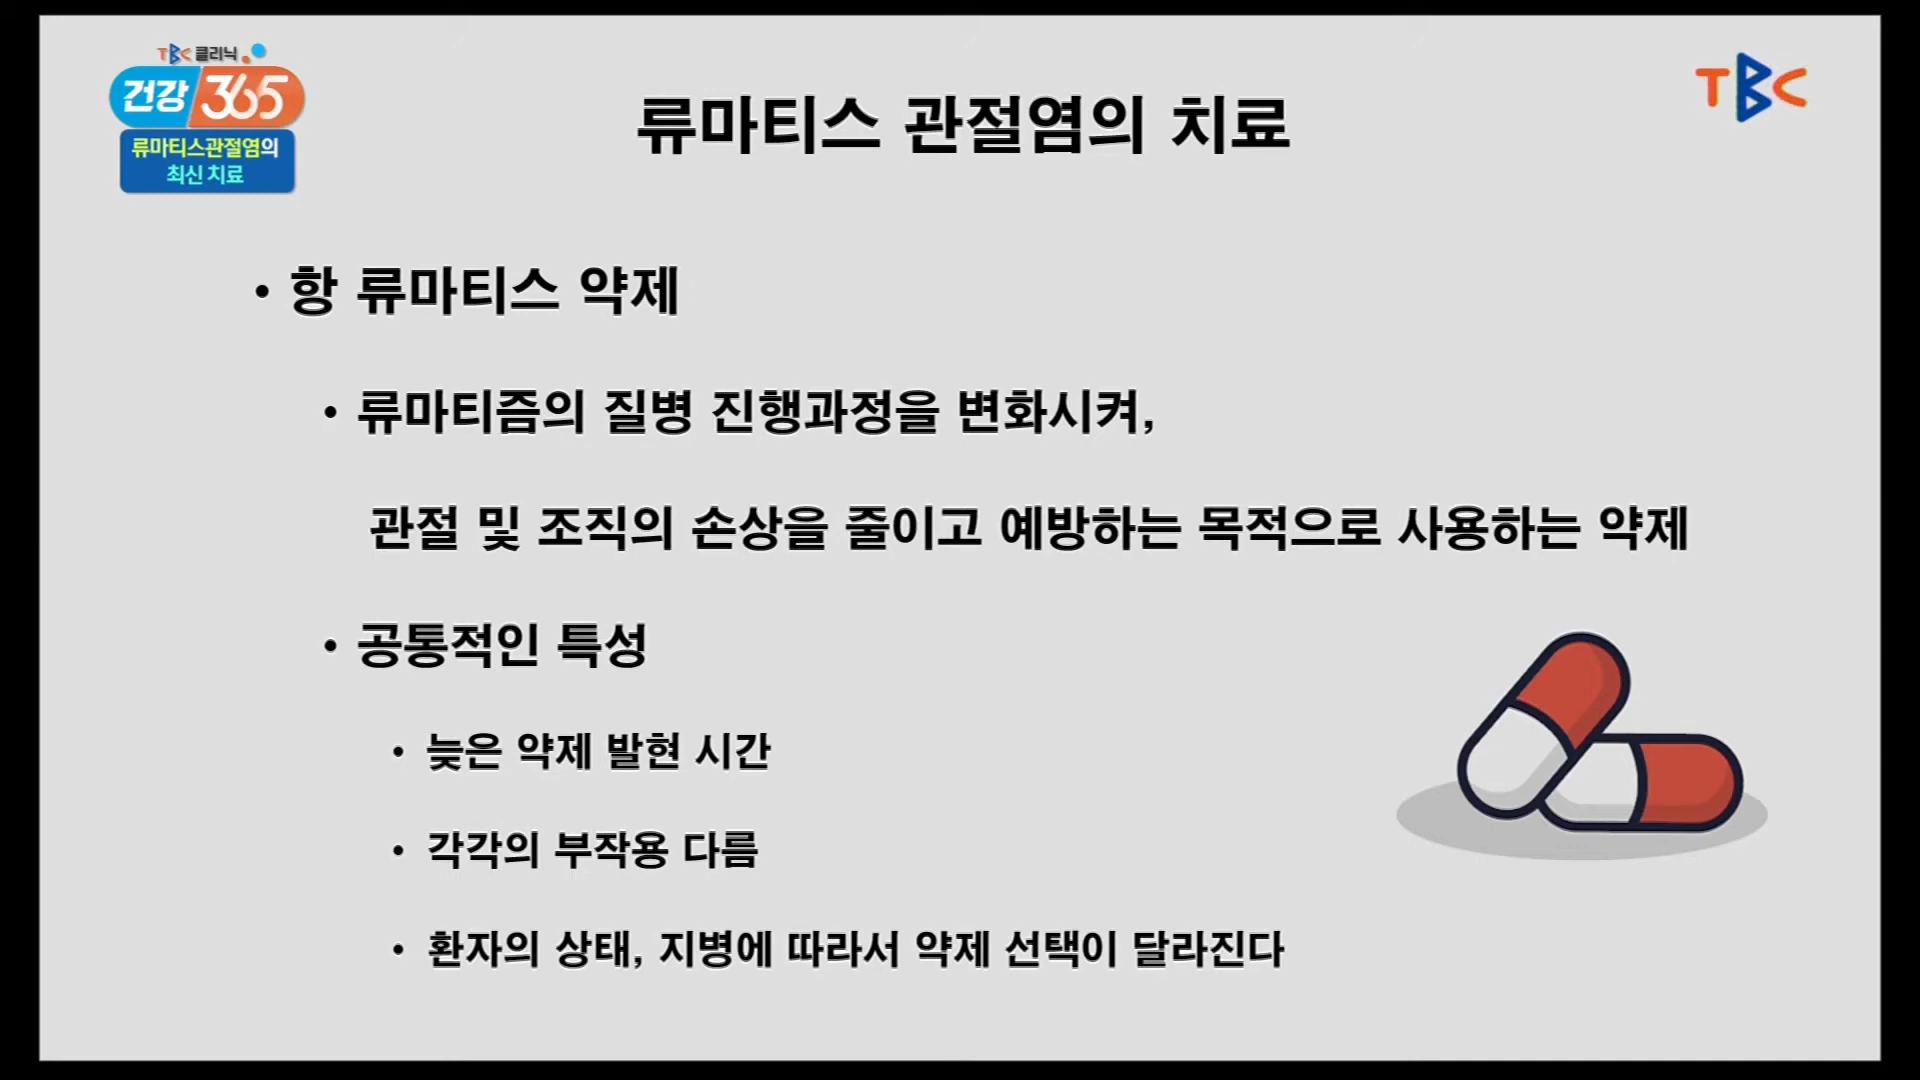 TBC 클리닉
건강 365
류마티스관절염의
최신 치료
TBC
류마티스 관절염의 치료
• 항 류마티스 약제
• 류마티즘의 질병 진행과정을 변화시켜,
관절 및 조직의 손상을 줄이고 예방하는 목적으로 사용하는 약제
• 공통적인 특성
• 늦은 약제 발현 시간
• 각각의 부작용 다름
• 환자의 상태, 지병에 따라서 약제 선택이 달라진다